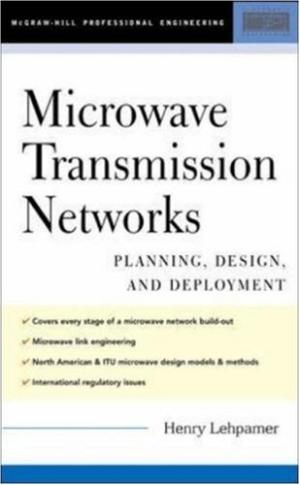 McGRAW-HILL PROFESSIONAL ENGINEERING
Microwave
Transmission
Networks
PLANNING, DESIGN,
AND DEPLOYMENT
✓ Covers every stage of a microwave network build-out
✓ Microwave link engineering
✓ North American & ITU microwave design models & methods
✓ International regulatory issues
Henry Lehpamer